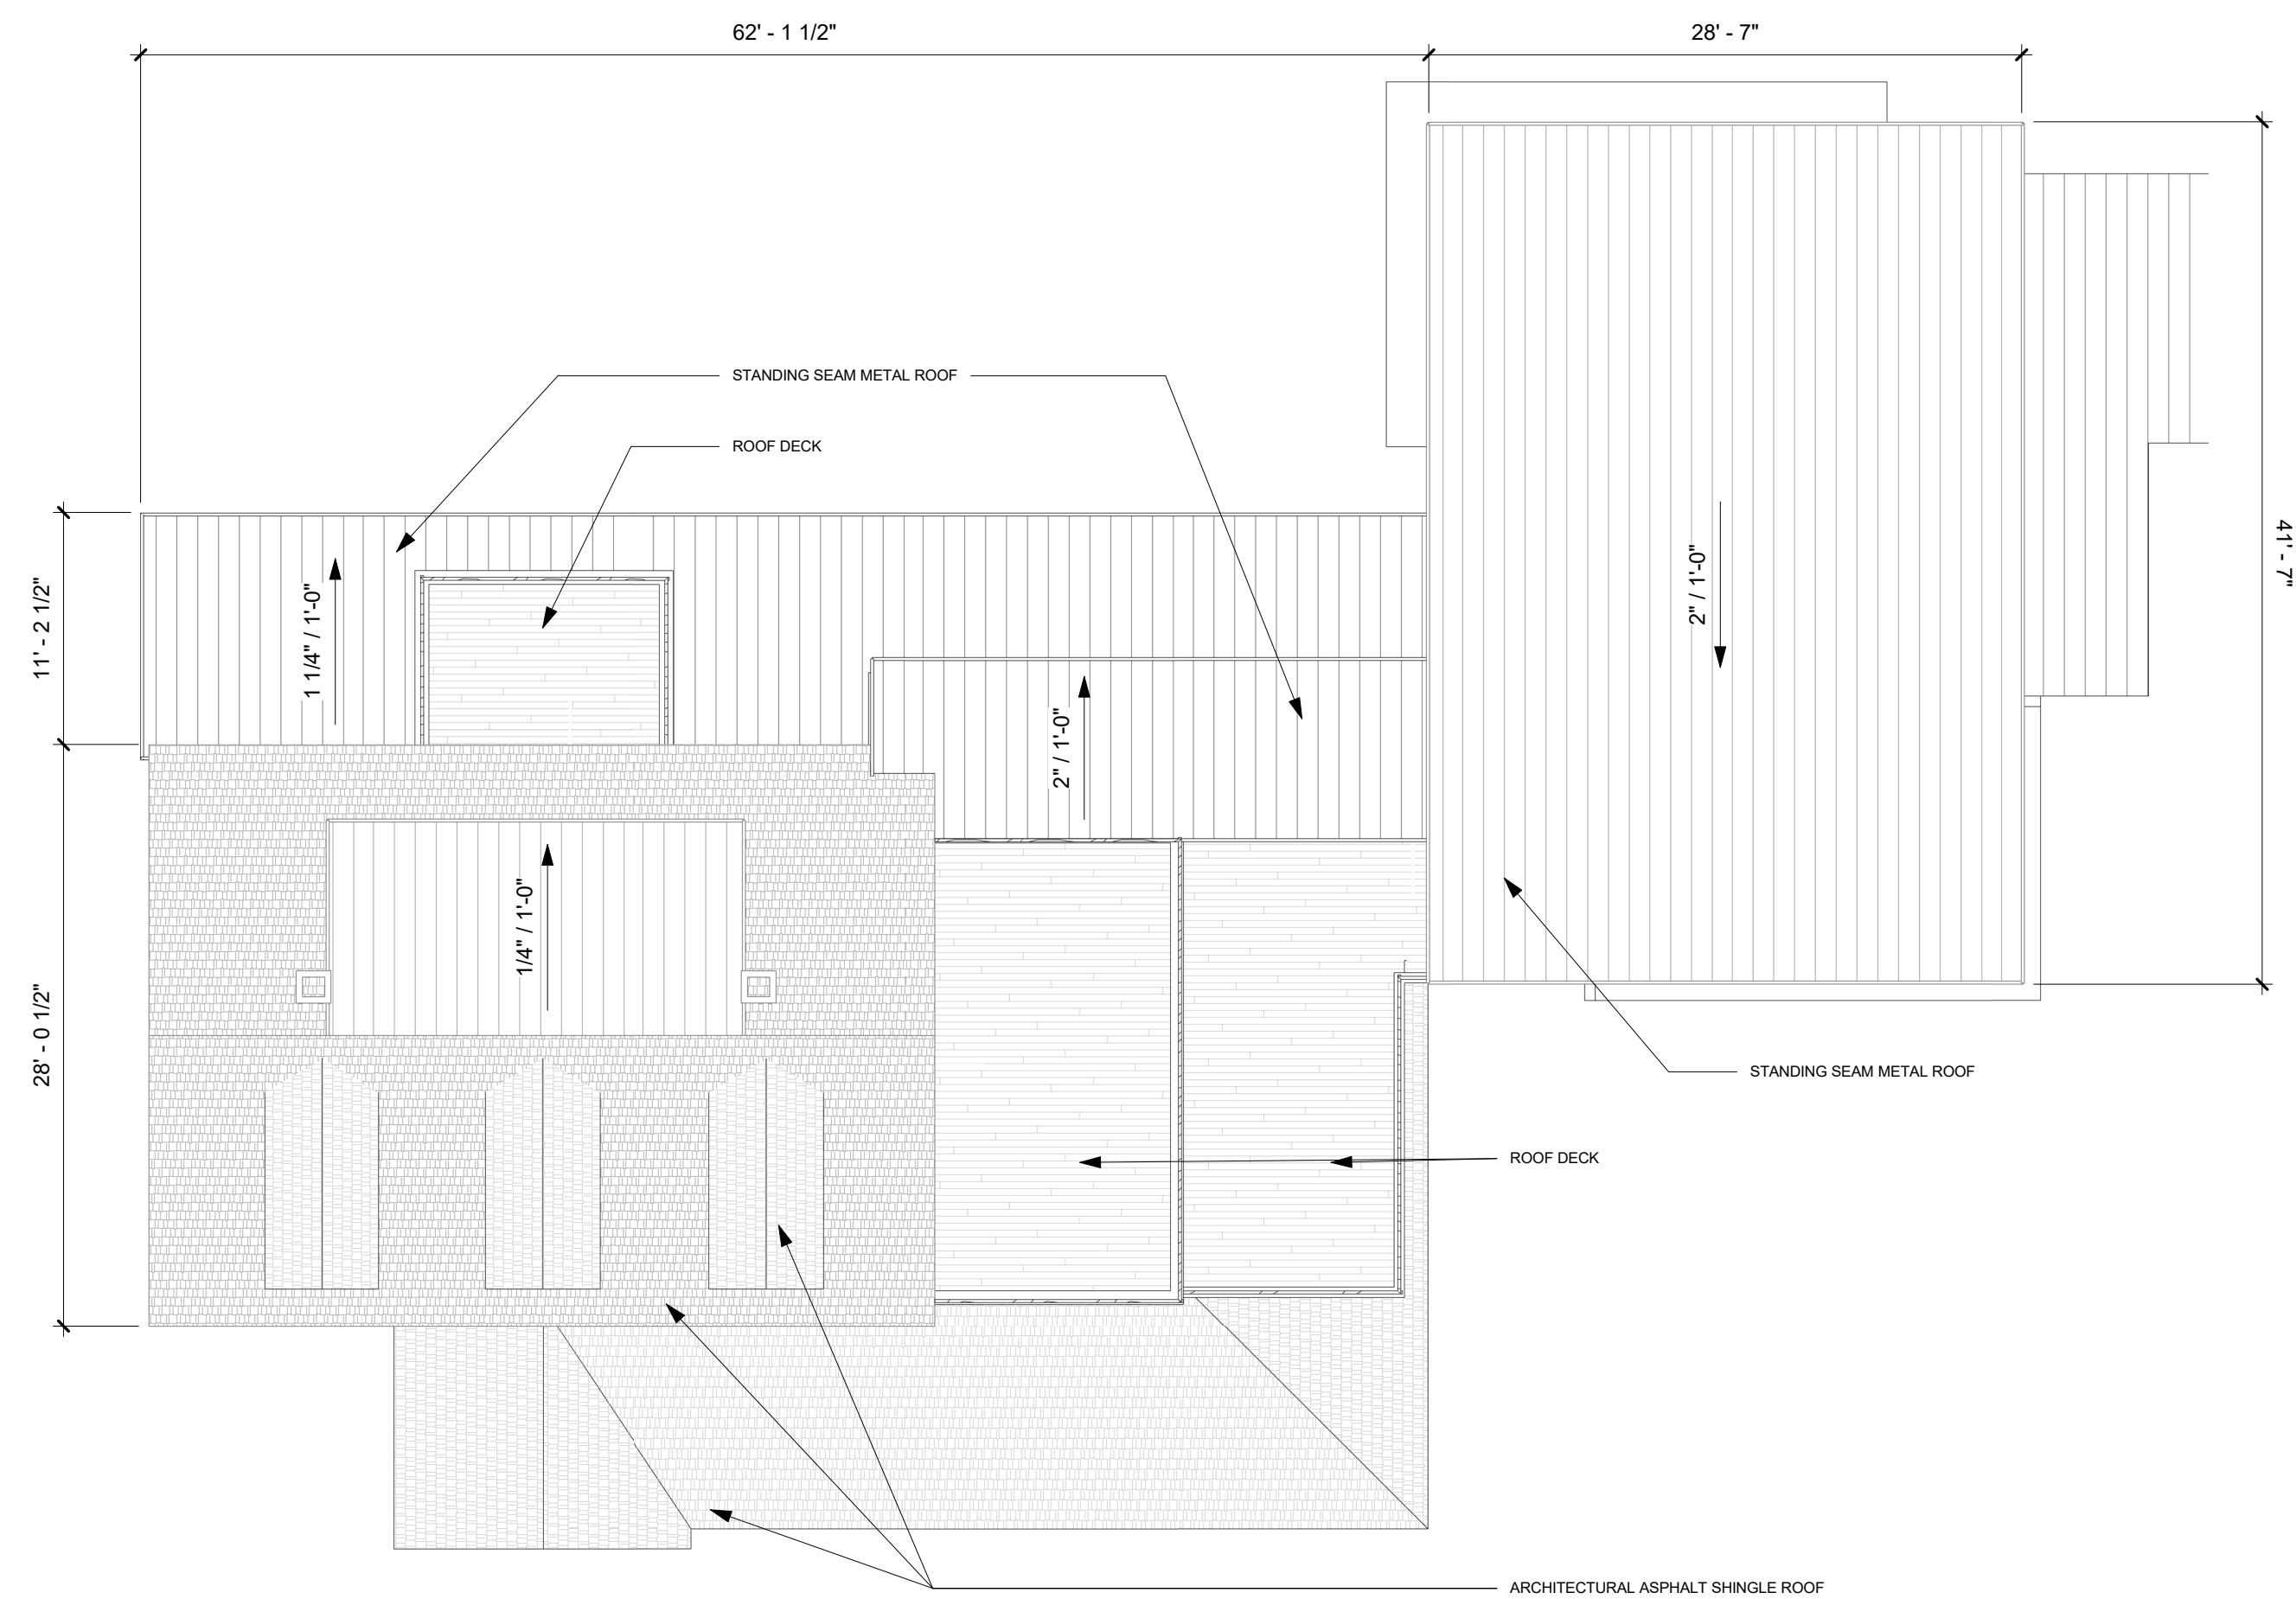 62' - 1 1/2"
28' - 7"
STANDING SEAM METAL ROOF
ROOF DECK
41' - 7"
11' - 2 1/2"
1 1/4" / 1'-0"
2" / 1'-0"
2" / 1'-0"
1/4" / 1'-0"
28' - 0 1/2"
STANDING SEAM METAL ROOF
ROOF DECK
ARCHITECTURAL ASPHALT SHINGLE ROOF